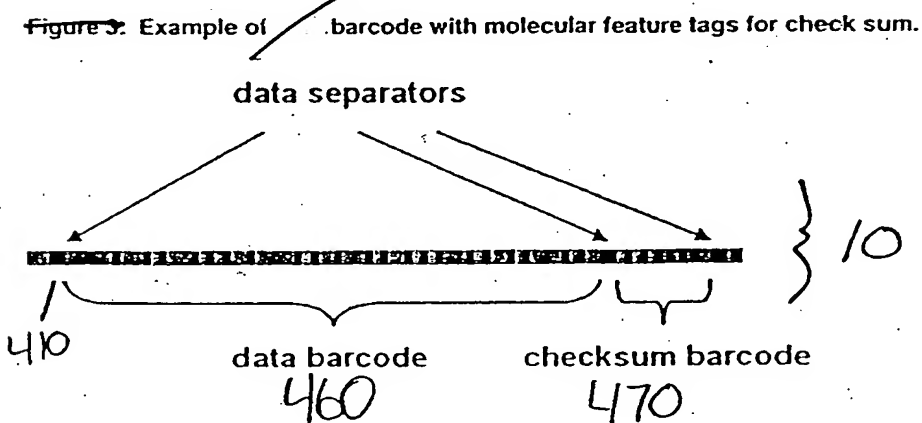 Figure 5: Example of barcode with molecular feature tags for check sum.
data separators
10
410
data barcode
checksum barcode
460
470